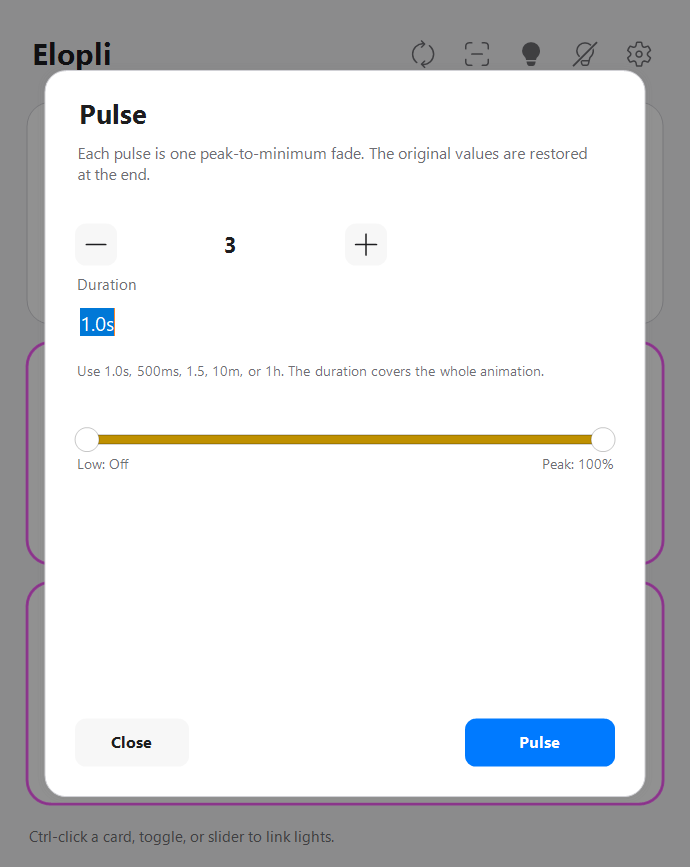 Elopli
Pulse
Each pulse is one peak-to-minimum fade. The original values are restored
at the end.
3
Duration
1.0s
Use 1.0s, 500ms, 1.5, 10m, or 1h. The duration covers the whole animation.
Low: Off
Peak: 100%
Close
Pulse
Ctrl-click a card, toggle, or slider to link lights.